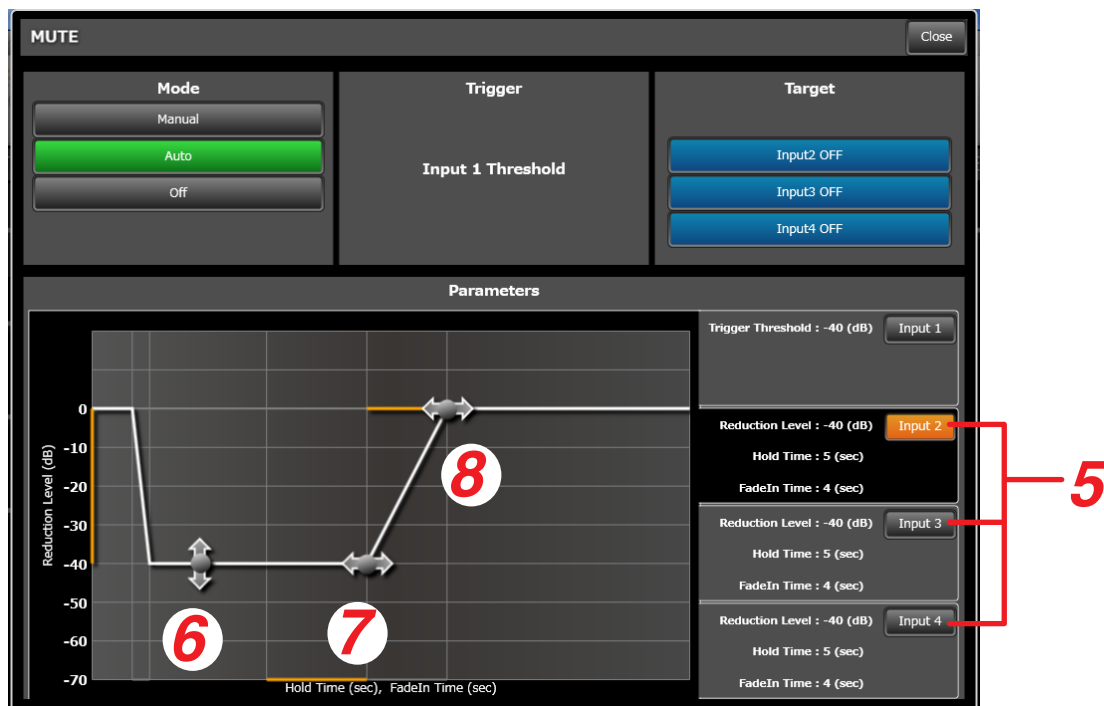 MUTE
Close
Mode
Manual
Auto
Off
Trigger
Input 1 Threshold
Target
Input2 OFF
Input3 OFF
Input4 OFF
Parameters
Reduction Level (dB)
0
-10
-20
-30
-40
-50
-60
-70
Hold Time (sec), FadeIn Time (sec)
6
7
8
Trigger Threshold : -40 (dB)
Input 1
Reduction Level : -40 (dB)
Input 2
Hold Time : 5 (sec)
FadeIn Time : 4 (sec)
Reduction Level : -40 (dB)
Input 3
Hold Time : 5 (sec)
FadeIn Time : 4 (sec)
Reduction Level : -40 (dB)
Input 4
Hold Time : 5 (sec)
FadeIn Time : 4 (sec)
5